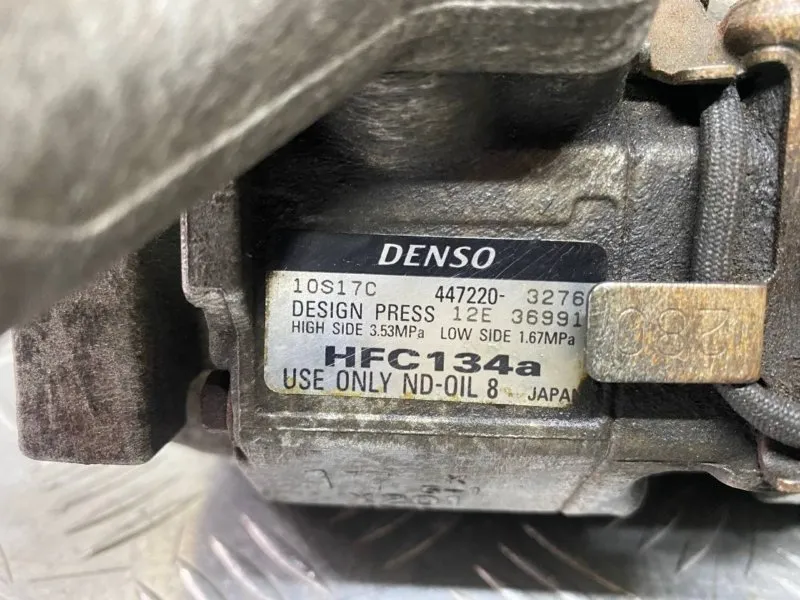 DENSO
10S17C 447220- 3276
DESIGN PRESS 12E 36991
HIGH SIDE 3.53MPa LOW SIDE 1.67MPa
HFC134a
USE ONLY ND-OIL 8 JAPAN